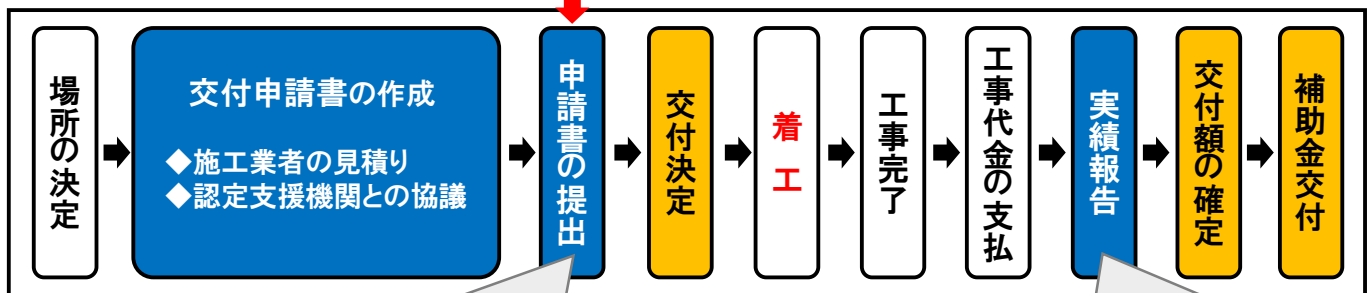 場所の決定
交付申請書の作成
◆施工業者の見積り
◆認定支援機関との協議
申請書の提出
交付決定
着工
工事完了
工事代金の支払
実績報告
交付額の確定
補助金交付